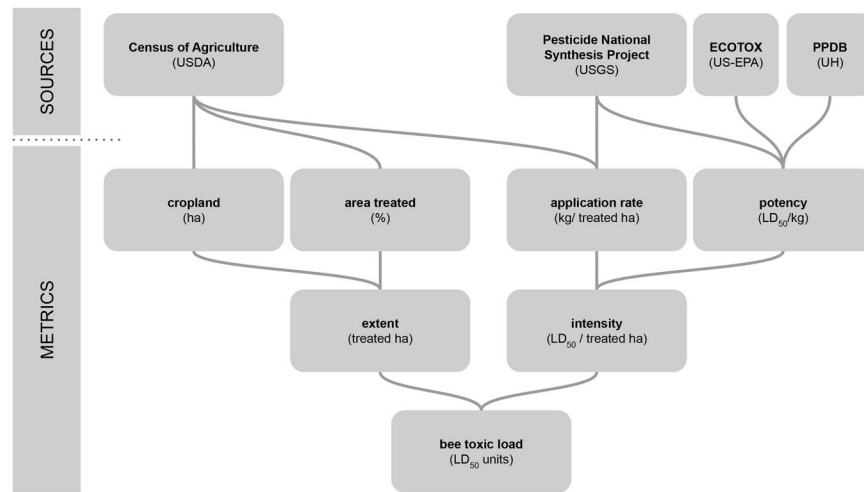 SOURCES
Census of Agriculture
(USDA)
Pesticide National
Synthesis Project
(USGS)
ECOTOX
(US-EPA)
PPDB
(UH)
METRICS
cropland
(ha)
area treated
(%)
application rate
(kg/ treated ha)
potency
(LD50/kg)
extent
(treated ha)
intensity
(LD50 / treated ha)
bee toxic load
(LD50 units)